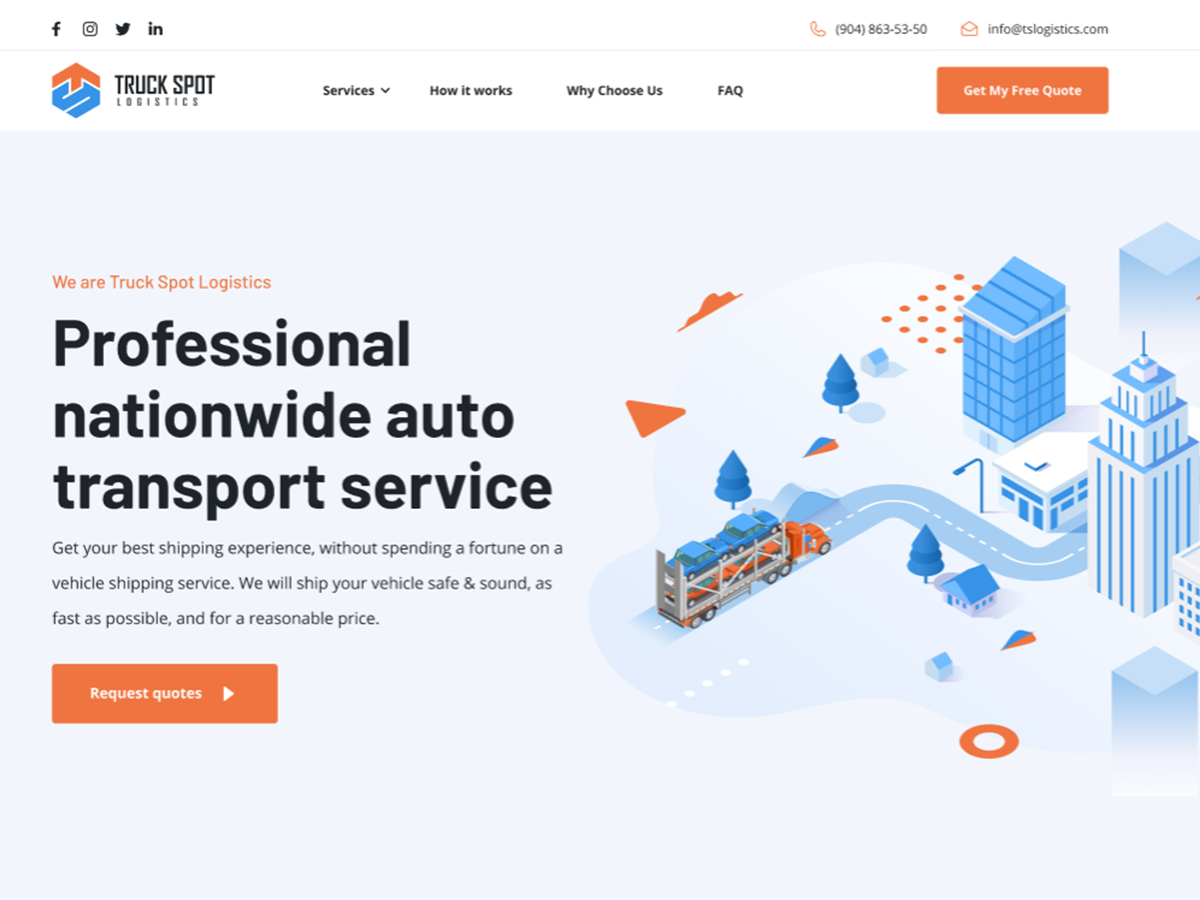 (904) 863-53-50
info@tslogistics.com
TRUCK SPOT
LOGISTICS
Services
How it works
Why Choose Us
FAQ
Get My Free Quote
We are Truck Spot Logistics
Professional
nationwide auto
transport service
Get your best shipping experience, without spending a fortune on a
vehicle shipping service. We will ship your vehicle safe & sound, as
fast as possible, and for a reasonable price.
Request quotes